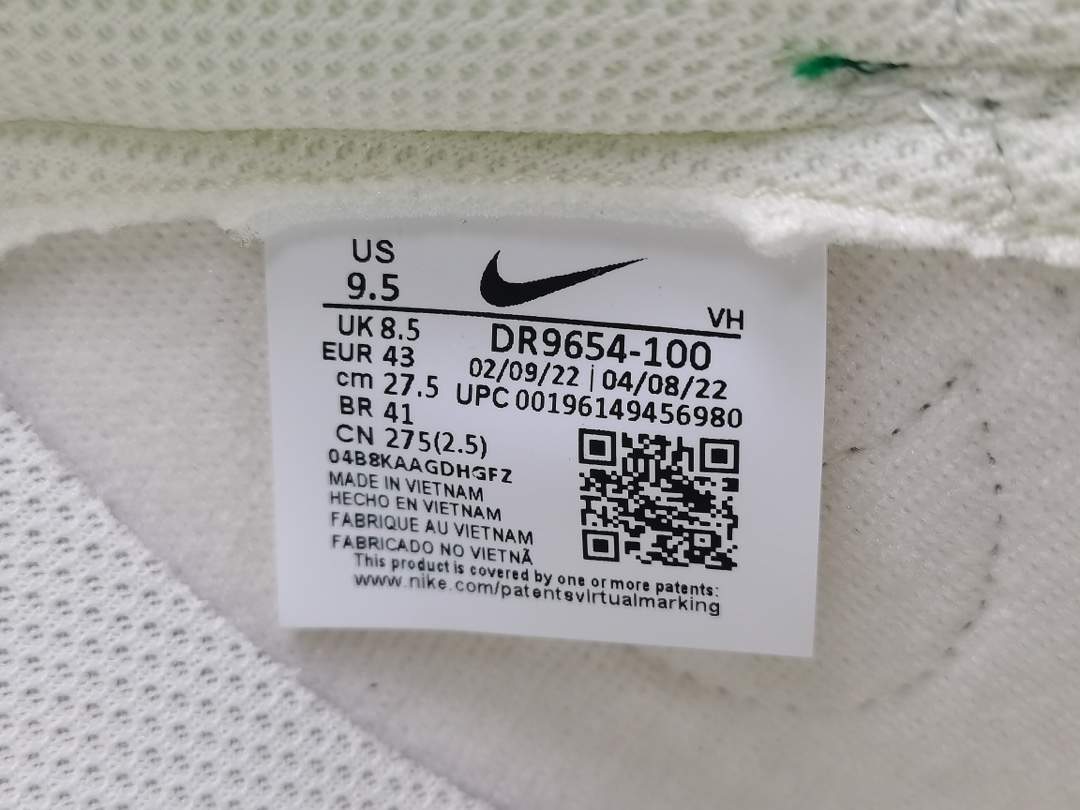 US
9.5
VH
UK 8.5
DR9654-100
EUR 43
02/09/22 | 04/08/22
cm 27.5
UPC 00196149456980
BR 41
CN 275(2.5)
04B8KAAGDHGFZ
MADE IN VIETNAM
HECHO EN VIETNAM
FABRIQUE AU VIETNAM
FABRICADO NO VIETNÃ
This product is covered by one or more patents:
www.nike.com/patentsvirtualmarking